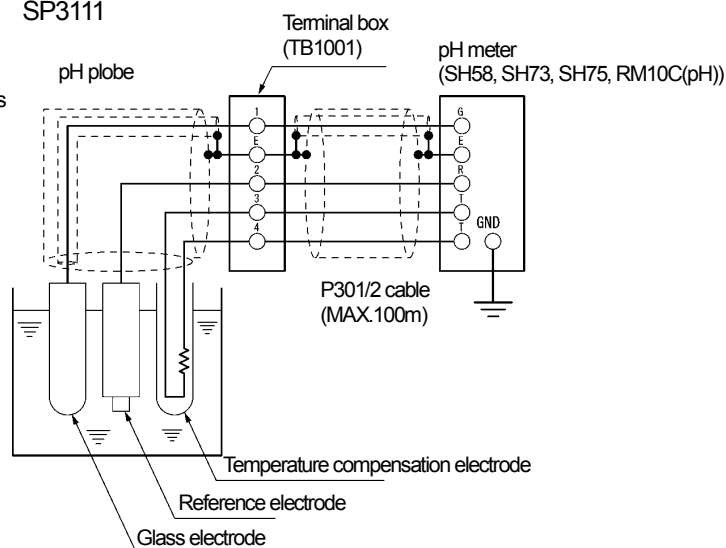 SP3111
Terminal box
(TB1001)
pH meter
(SH58, SH73, SH75, RM10C(pH))
pH plobe
s
1
E
2
3
4
G
E
R
T
T
GND
P301/2 cable
(MAX.100m)
Temperature compensation electrode
Reference electrode
Glass electrode